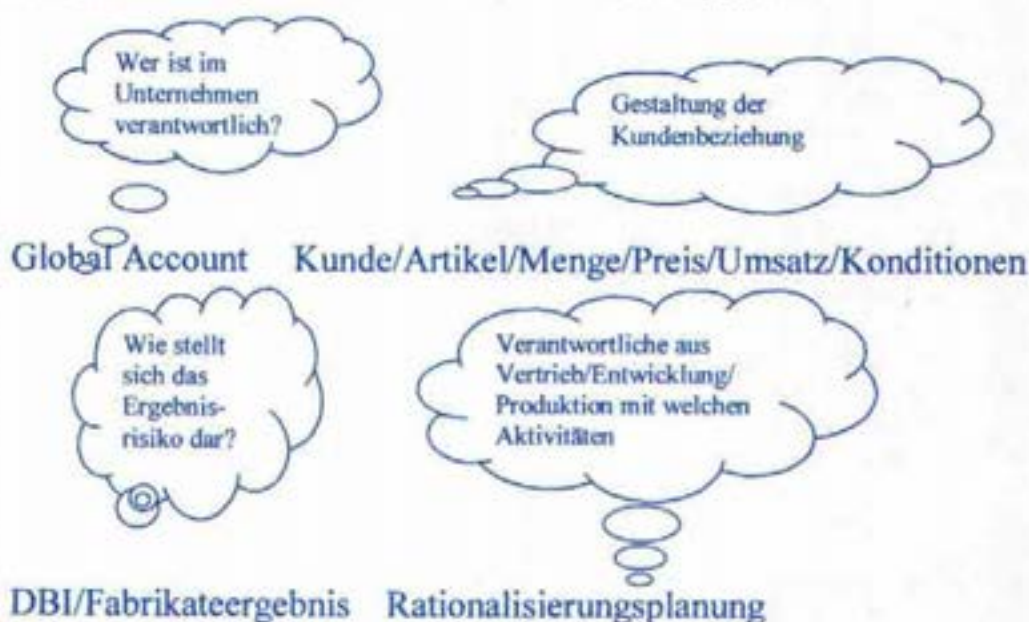 Wer ist im
Unternehmen
verantwortlich?
Gestaltung der
Kundenbeziehung
Global Account Kunde/Artikel/Menge/Preis/Umsatz/Konditionen
Wie stellt
sich das
Ergebnis-
risiko dar?
Verantwortliche aus
Vertrieb/Entwicklung/
Produktion mit welchen
Aktivitäten
DBI/Fabrikateergebnis Rationalisierungsplanung